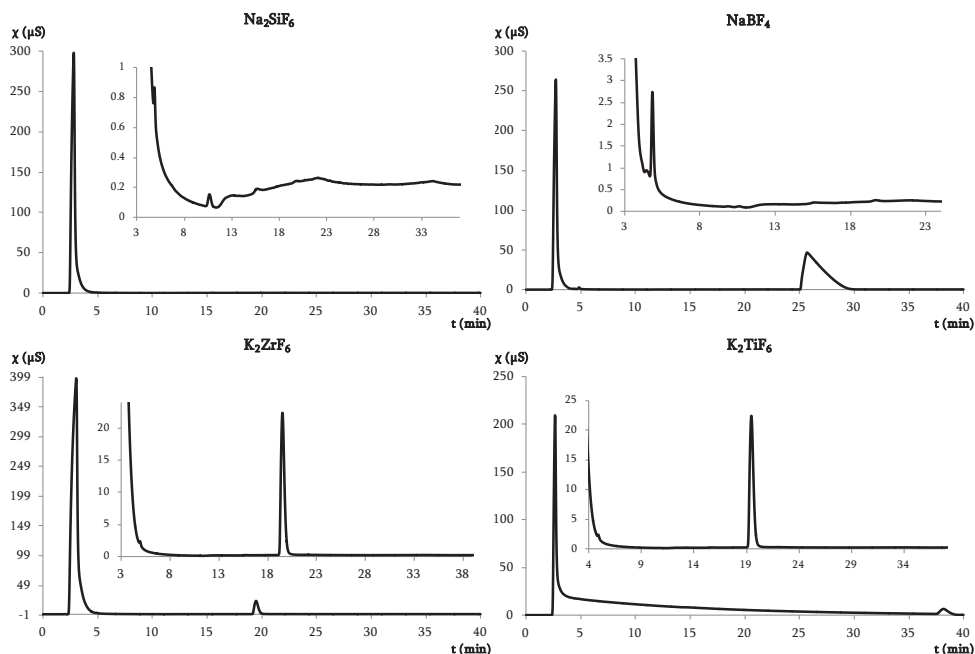 Na₂SiF₆
χ (μS)
300
250
200
150
100
50
0
0 5 10 15 20 25 30 35 40
t (min)
1
0.8
0.6
0.4
0.2
0
3 8 13 18 23 28 33
NaBF₄
χ (μS)
300
250
200
150
100
50
0
0 5 10 15 20 25 30 35 40
t (min)
3.5
3
2.5
2
1.5
1
0.5
0
3 8 13 18 23
K₂ZrF₆
χ (μS)
399
349
299
249
199
149
99
49
-1
0 5 10 15 20 25 30 35 40
t (min)
20
15
10
5
0
3 8 13 18 23 28 33 38
K₂TiF₆
χ (μS)
250
200
150
100
50
0
0 5 10 15 20 25 30 35 40
t (min)
25
20
15
10
5
0
4 9 14 19 24 29 34